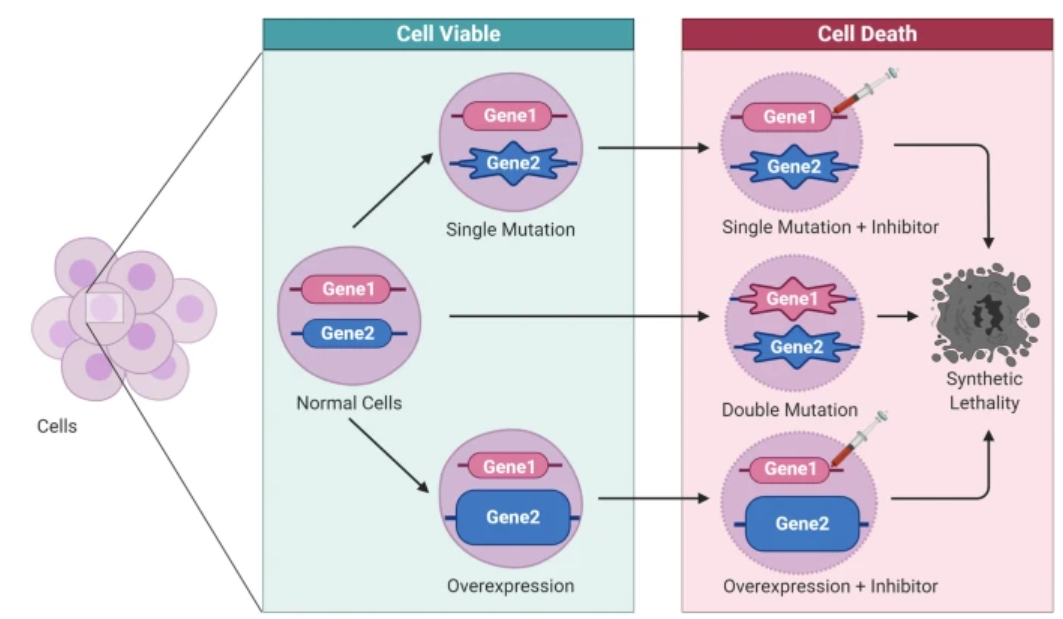 Cell Viable
Cell Death
Gene1
Gene2
Single Mutation
Gene1
Gene2
Single Mutation + Inhibitor
Gene1
Gene2
Normal Cells
Gene1
Gene2
Double Mutation
Synthetic
Lethality
Cells
Gene1
Gene2
Overexpression
Gene1
Gene2
Overexpression + Inhibitor